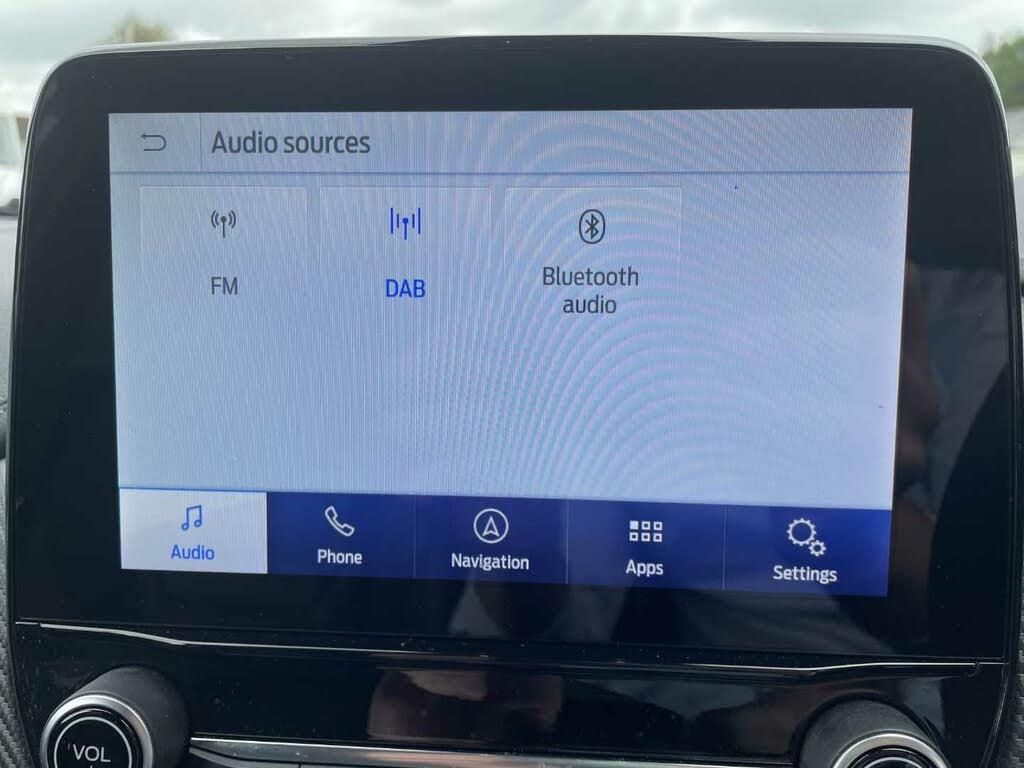 Audio sources
FM
DAB
Bluetooth
audio
Audio
Phone
Navigation
Apps
Settings
VOL